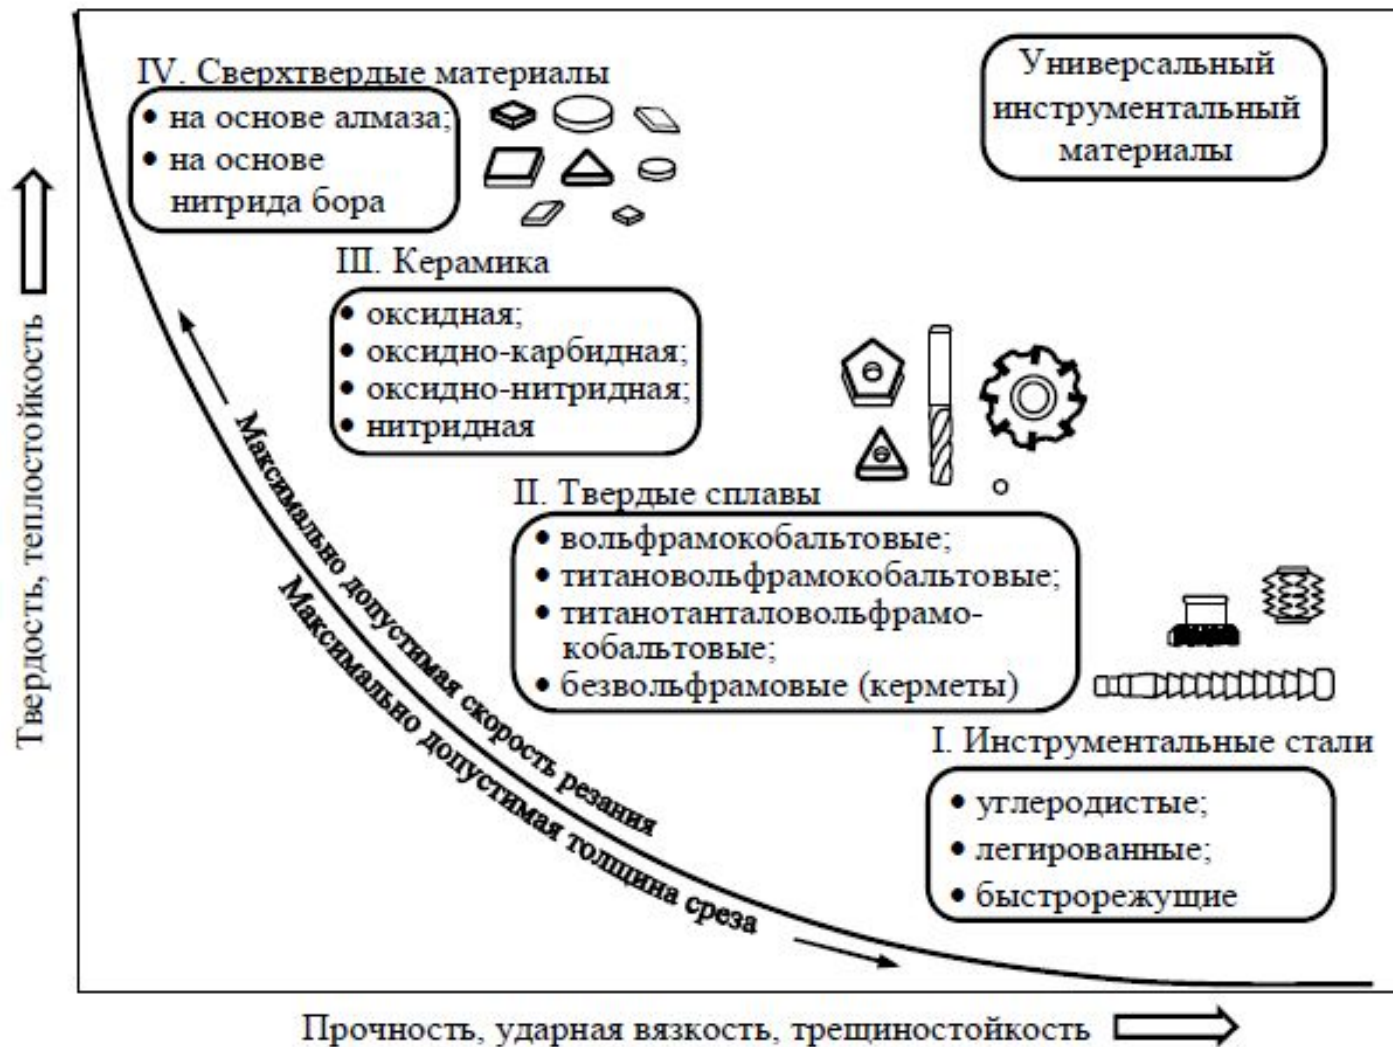 IV. Сверхтвердые материалы
• на основе алмаза;
• на основе
нитрида бора
Универсальный
инструментальный
материалы
III. Керамика
• оксидная;
• оксидно-карбидная;
• оксидно-нитридная;
• нитридная
II. Твердые сплавы
• вольфрамокобальтовые;
• титановольфрамокобальтовые;
• титанотанталовольфрамо-
кобальтовые;
• безвольфрамовые (керметы)
I. Инструментальные стали
• углеродистые;
• легированные;
• быстрорежущие
Максимально допустимая скорость резания
Максимально допустимая толщина среза
Твердость, теплостойкость
Прочность, ударная вязкость, трещиностойкость